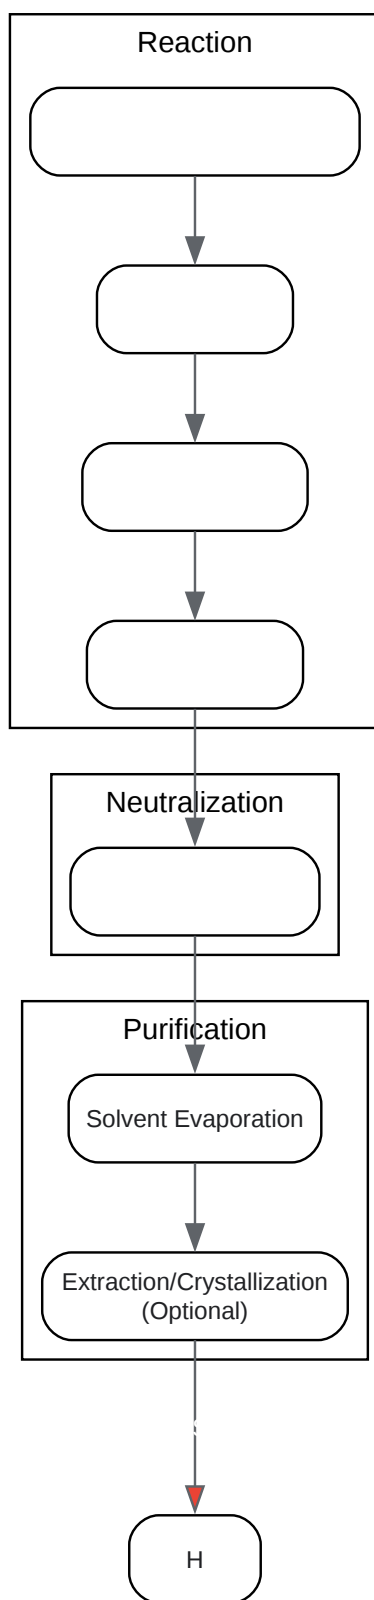 Reaction
Neutralization
Purification
Solvent Evaporation
Extraction/Crystallization
(Optional)
H